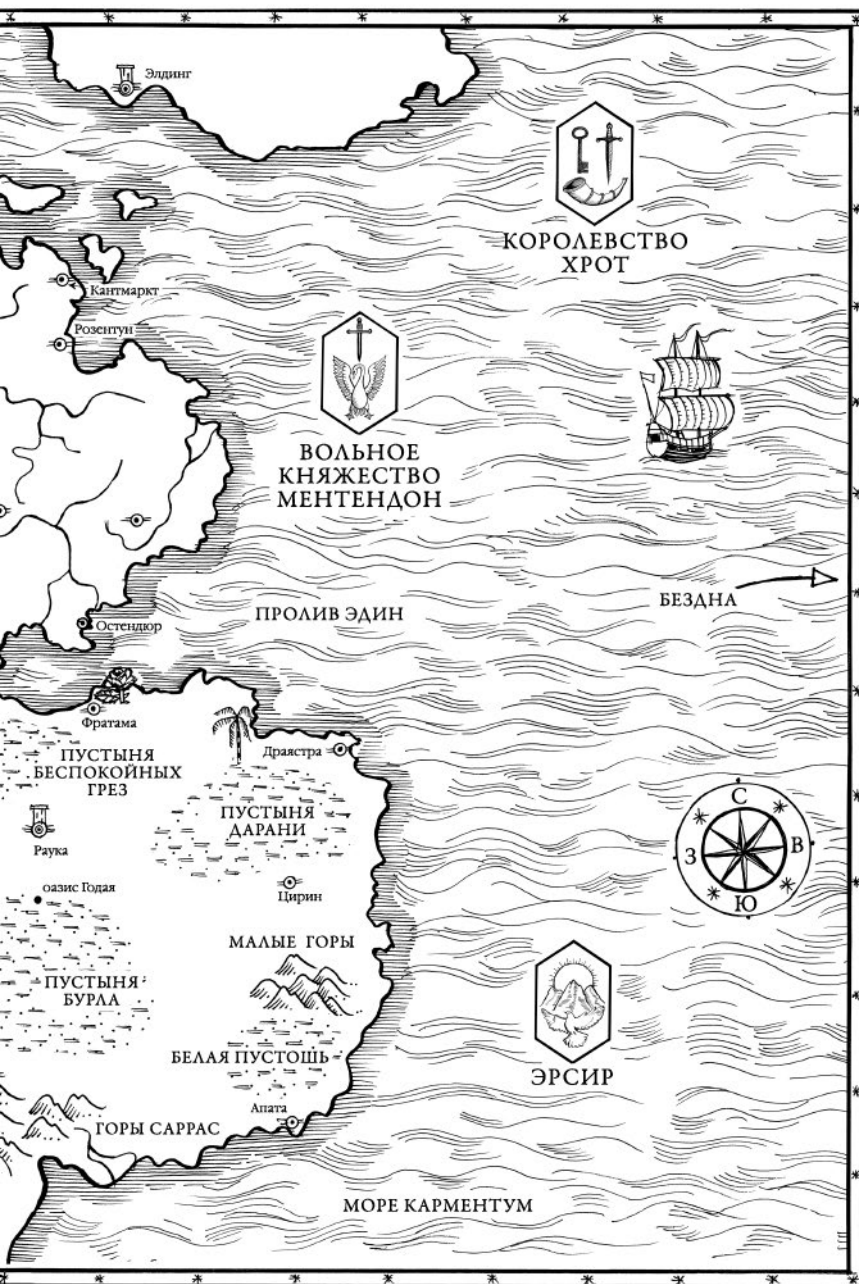 Элдинг
КОРОЛЕВСТВО
ХРОТ
Кантмаркт
Розентун
ВОЛЬНОЕ
КНЯЖЕСТВО
МЕНТЕНДОН
БЕЗДНА
ПРОЛИВ ЭДИН
Остендюр
Фратама
ПУСТЫНЯ
БЕСПОКОЙНЫХ
ГРЕЗ
Драястра
ПУСТЫНЯ
ДАРАНИ
С
В
З
Ю
Раука
оазис Годая
Цирин
МАЛЫЕ ГОРЫ
ПУСТЫНЯ
БУРЛА
БЕЛАЯ ПУСТОШЬ
ЭРСИР
Апата
ГОРЫ САРРАС
МОРЕ КАРМЕНТУМ